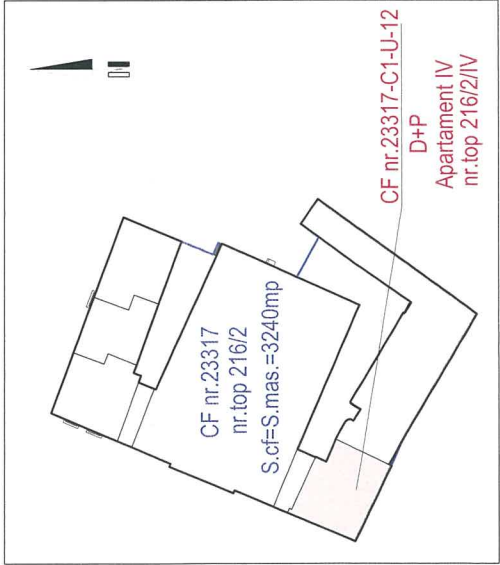 CF nr.23317
nr.top 216/2
S.cf=S.mas.=3240mp
CF nr.23317-C1-U-12
D+P
Apartament IV
nr.top 216/2/IV